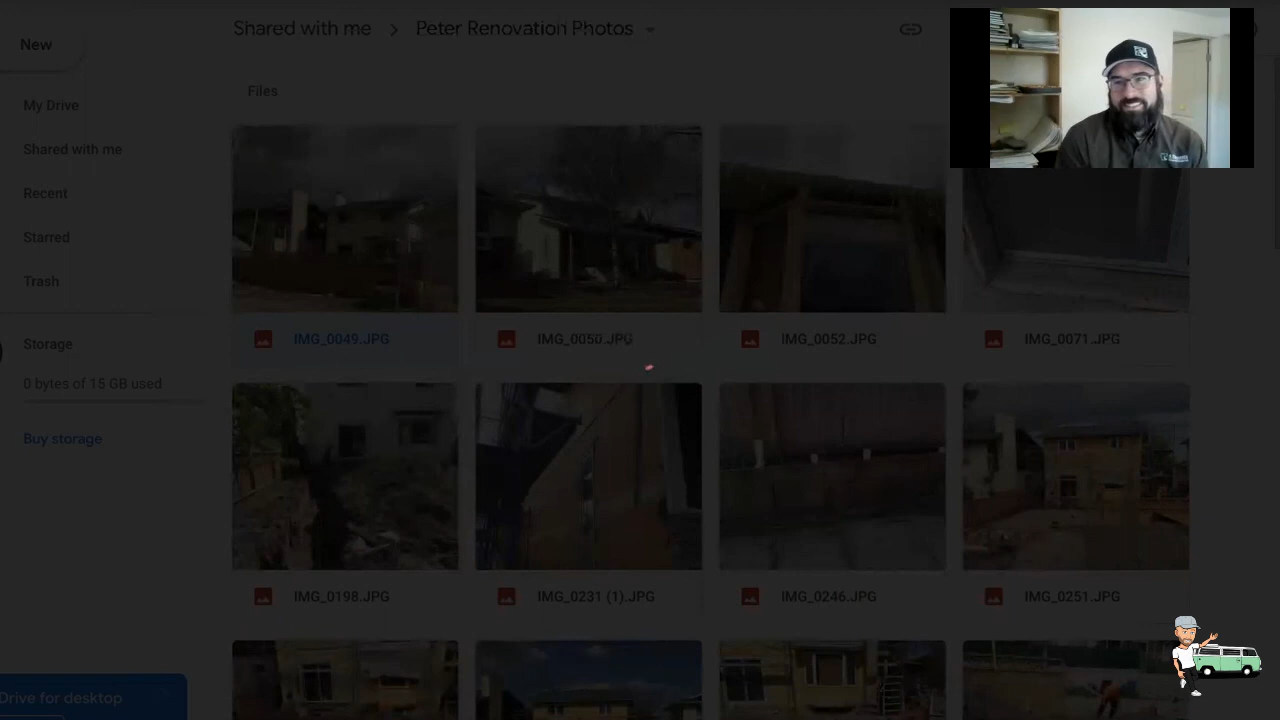 Shared with me
Peter Renovation Photos
New
Files
My Drive
Shared with me
Recent
Starred
Trash
IMG_0049.JPG
IMG_0050.JPG
IMG_0052.JPG
IMG_0071.JPG
Storage
0 bytes of 15 GB used
Buy storage
IMG_0198.JPG
IMG_0231 (1).JPG
IMG_0246.JPG
IMG_0251.JPG
Drive for desktop